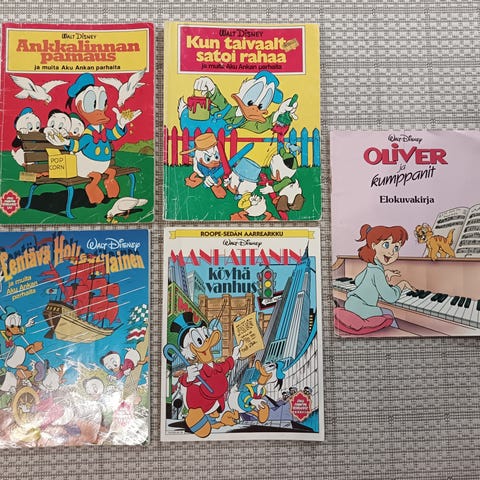 WALT DISNEY
Ankkalinnan
pamaus
ja muita Aku Ankan parhaita
POP
CORN
WALT DISNEY
Kun taivaalta
satoi rahaa
ja muita Aku Ankan parhaita
Walt Disney
OLIVER
ja
kumppanit
Elokuvakirja
WALT DISNEY
Lentävä Hollantilainen
ja muita
Aku Ankan
parhaita
ROOPE-SEDÄN AARREARKKU
WALT DISNEY
MANHATTANIN
köyhä
vanhus